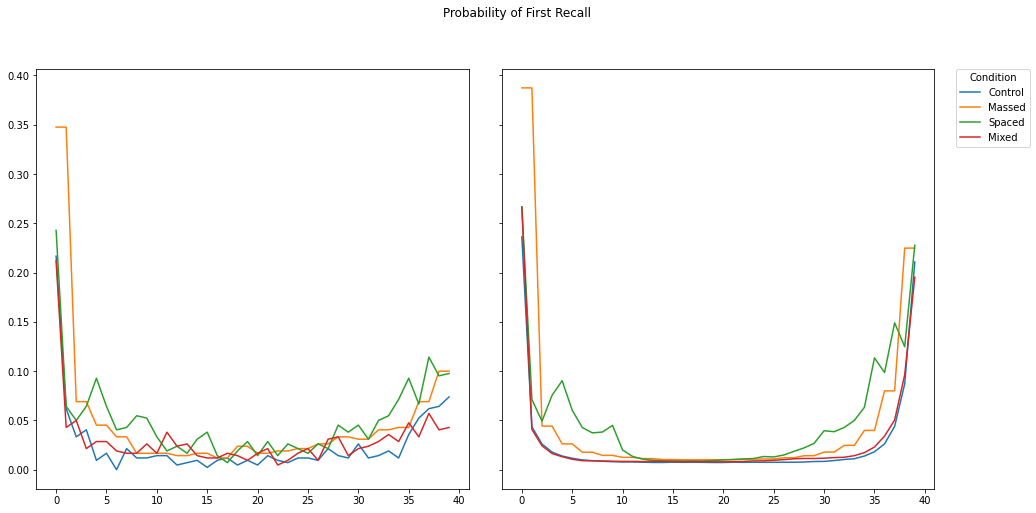 Probability of First Recall
0.40
0.35
0.30
0.25
0.20
0.15
0.10
0.05
0.00
0 5 10 15 20 25 30 35 40
0 5 10 15 20 25 30 35 40
Condition
Control
Massed
Spaced
Mixed